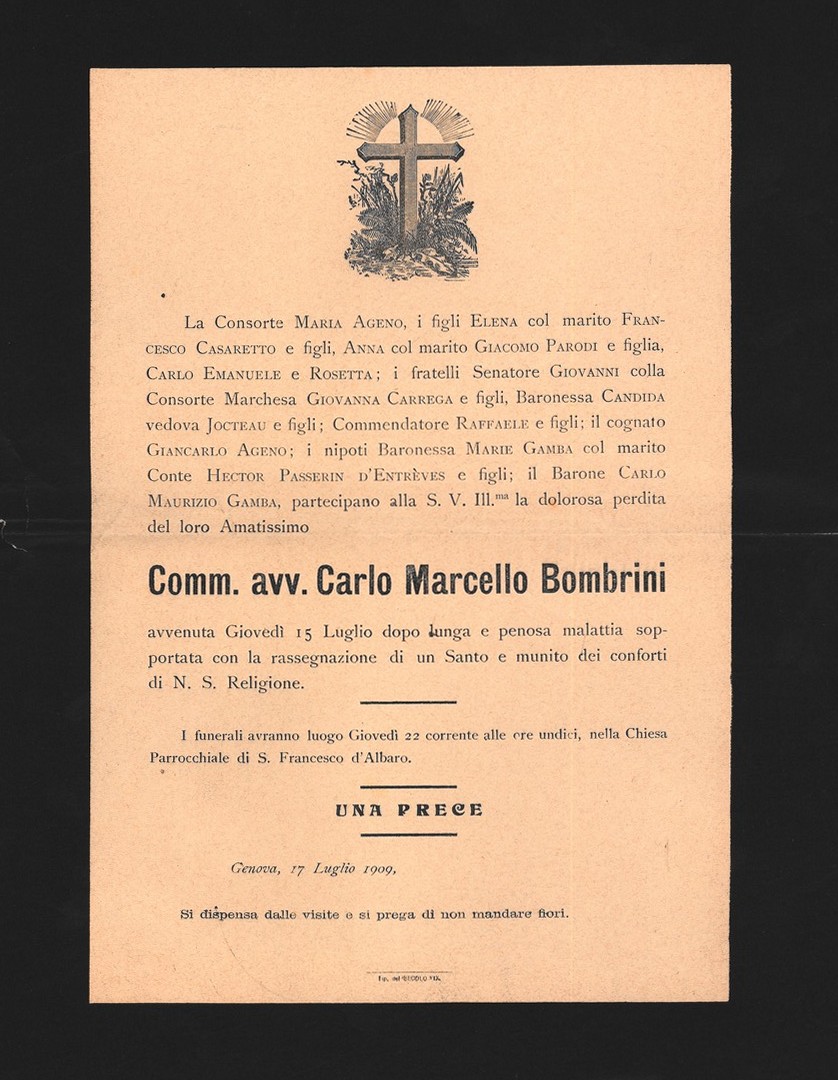 La Consorte MARIA AGENO, i figli ELENA col marito FRAN-
CESCO CASARETTO e figli, ANNA col marito GIACOMO PARODI e figlia,
CARLO EMANUELE e ROSETTA; i fratelli Senatore GIOVANNI colla
Consorte Marchesa GIOVANNA CARREGA e figli, Baronessa CANDIDA
vedova JOCTEAU e figli; Commendatore RAFFAELE e figli; il cognato
GIANCARLO AGENO; i nipoti Baronessa MARIE GAMBA col marito
Conte HECTOR PASSERIN D'ENTRÈVES e figli; il Barone CARLO
MAURIZIO GAMBA, partecipano alla S. V. Ill.ma la dolorosa perdita
del loro Amatissimo
Comm. avv. Carlo Marcello Bombrini
avvenuta Giovedì 15 Luglio dopo lunga e penosa malattia sop-
portata con la rassegnazione di un Santo e munito dei conforti
di N. S. Religione.
I funerali avranno luogo Giovedì 22 corrente alle ore undici, nella Chiesa
Parrocchiale di S. Francesco d'Albaro.
UNA PRECE
Genova, 17 Luglio 1909,
Si dispensa dalle visite e si prega di non mandare fiori.
Tip. del SECOLO XIX.